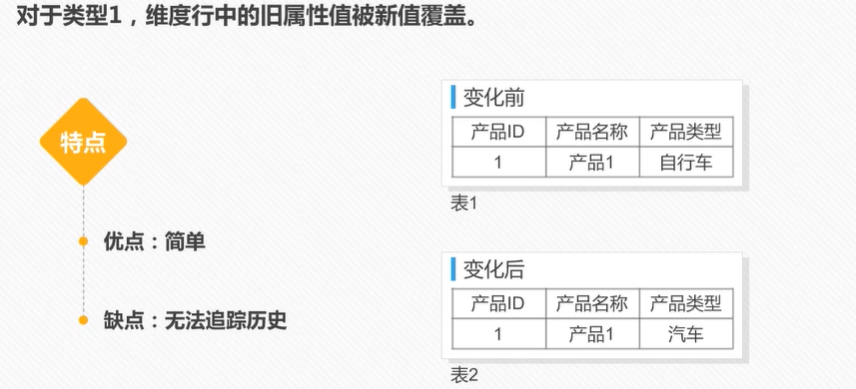 对于类型1，维度行中的旧属性值被新值覆盖。
特点
优点：简单
缺点：无法追踪历史
变化前
产品ID 产品名称 产品类型
1 产品1 自行车
表1
变化后
产品ID 产品名称 产品类型
1 产品1 汽车
表2